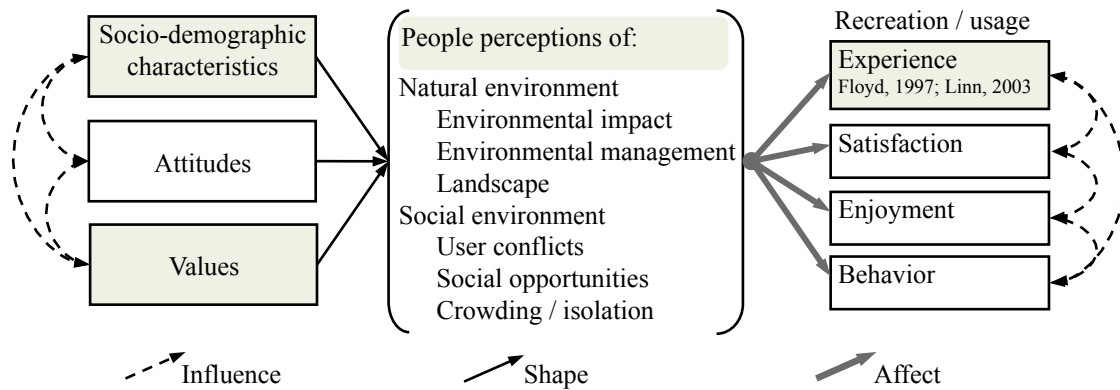 Socio-demographic
characteristics
Attitudes
Values
People perceptions of:
Natural environment
Environmental impact
Environmental management
Landscape
Social environment
User conflicts
Social opportunities
Crowding / isolation
Recreation / usage
Experience
Floyd, 1997; Linn, 2003
Satisfaction
Enjoyment
Behavior
Influence
Shape
Affect